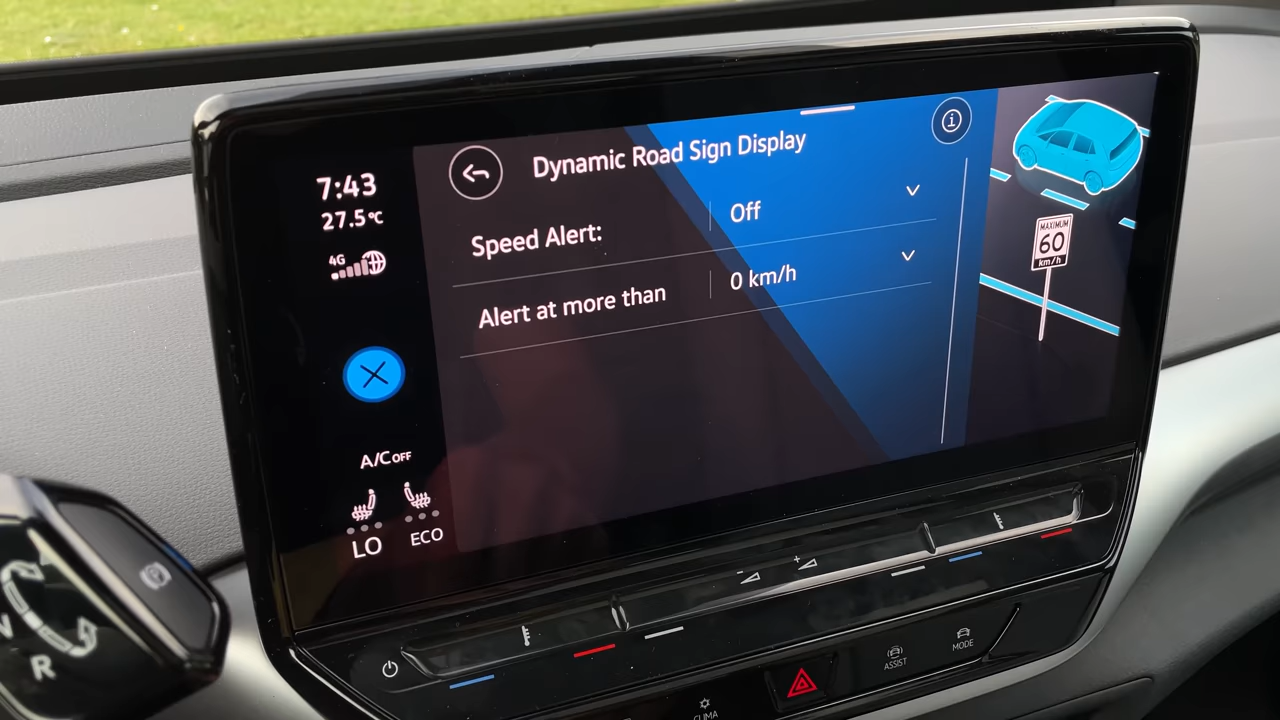 7:43
27.5°C
4G
Dynamic Road Sign Display
i
Speed Alert:
Off
Alert at more than
0 km/h
MAXIMUM
60
km/h
A/C OFF
LO
ECO
R
ASSIST
MODE